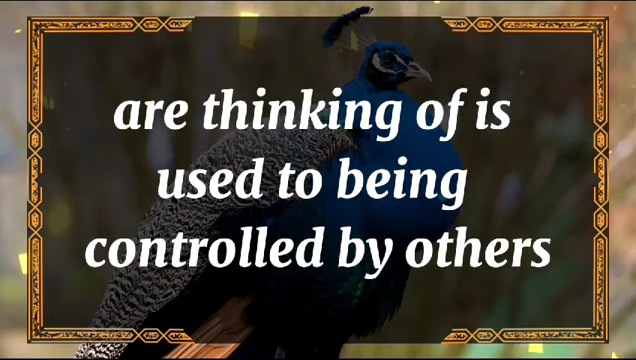 are thinking of is
used to being
controlled by others